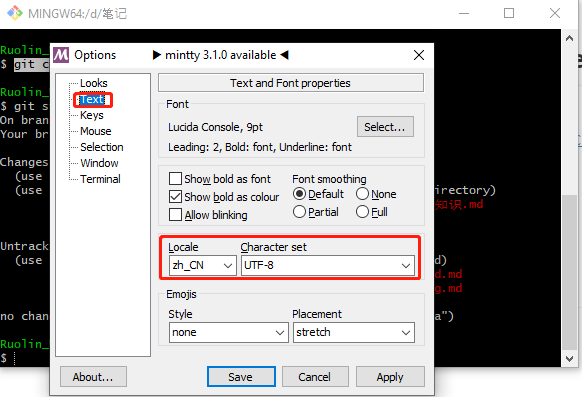 MINGW64:/d/笔记
Ruolin_
$ git c
Ruolin_
$ git s
On bran
Your br
Changes
(use
(use
irectory)
知识.md
Untrack
(use
d)
d.md
g.md
no chan
a")
Ruolin_
$
Options
▶ mintty 3.1.0 available ◀
Looks
Text
Keys
Mouse
Selection
Window
Terminal
Text and Font properties
Font
Lucida Console, 9pt
Select...
Leading: 2, Bold: font, Underline: font
Show bold as font
Show bold as colour
Allow blinking
Font smoothing
Default
None
Partial
Full
Locale
Character set
zh_CN
UTF-8
Emojis
Style
Placement
none
stretch
About...
Save
Cancel
Apply